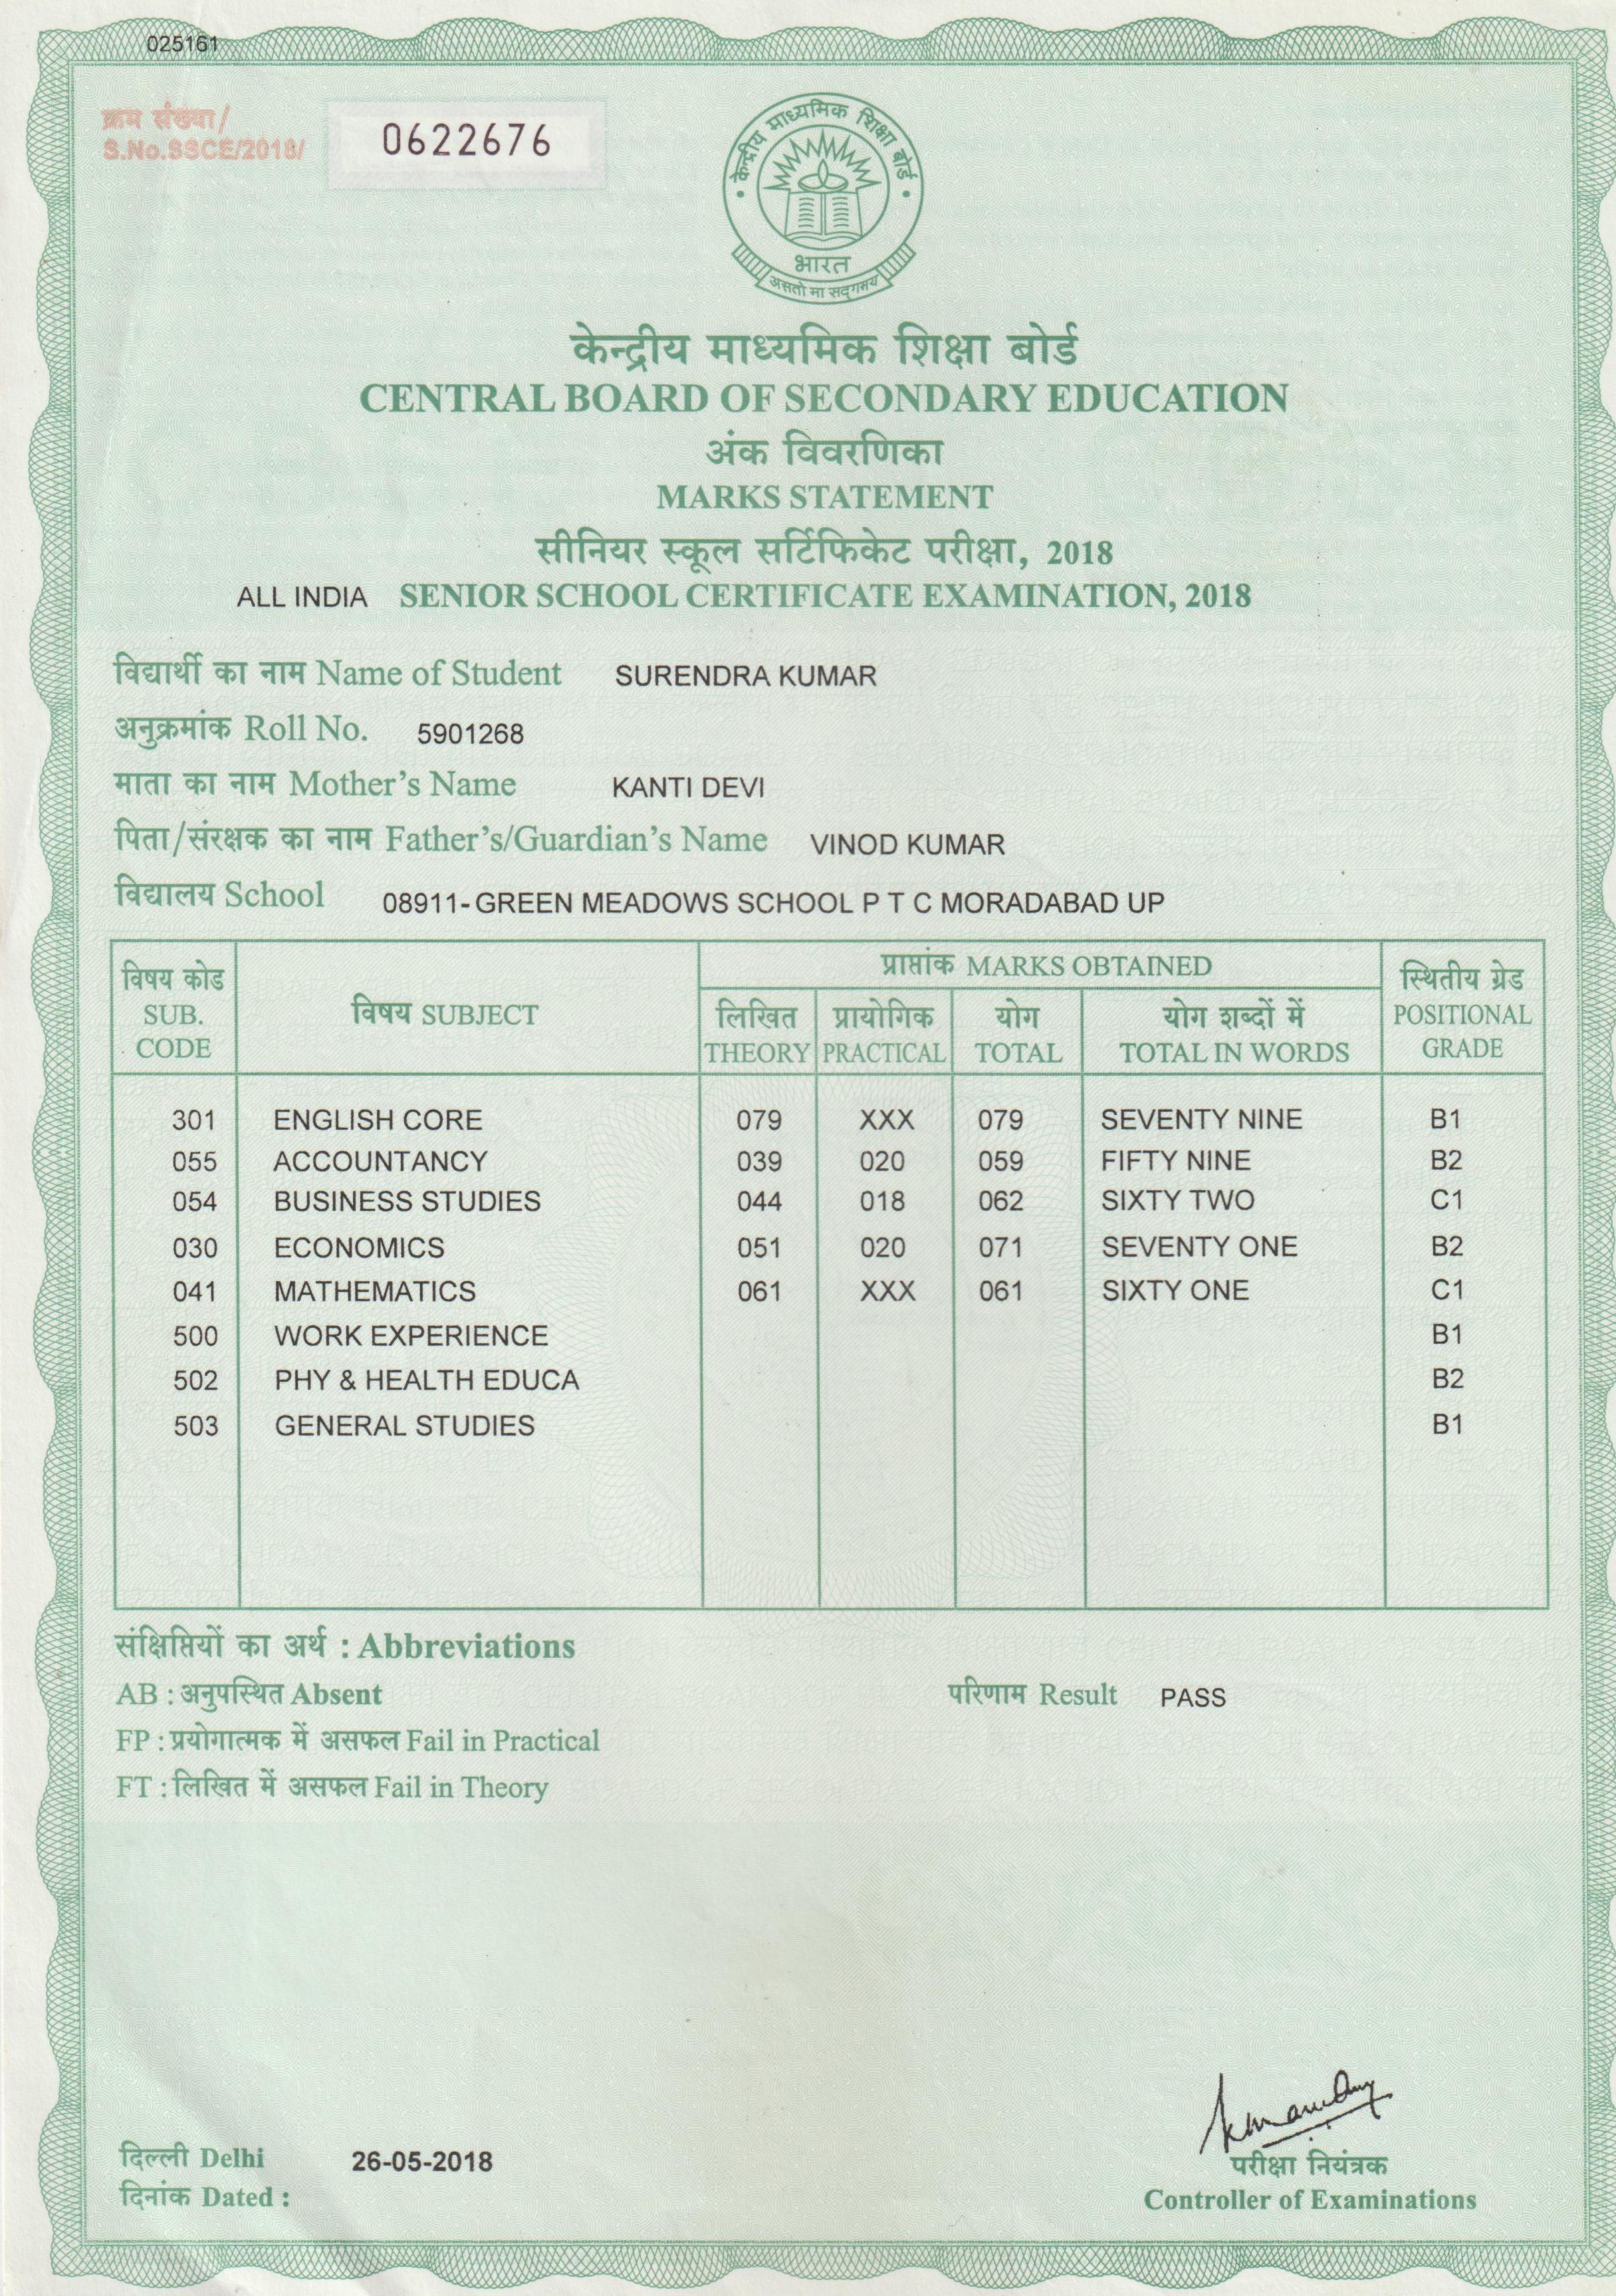 025161
क्रम संख्या/
S.No.SSCE/2018/
0622676
केन्द्रीय माध्यमिक शिक्षा बोर्ड
भारत
असतो मा सद्गमय
केन्द्रीय माध्यमिक शिक्षा बोर्ड
CENTRAL BOARD OF SECONDARY EDUCATION
अंक विवरणिका
MARKS STATEMENT
सीनियर स्कूल सर्टिफिकेट परीक्षा, 2018
ALL INDIA SENIOR SCHOOL CERTIFICATE EXAMINATION, 2018
विद्यार्थी का नाम Name of Student SURENDRA KUMAR
अनुक्रमांक Roll No. 5901268
माता का नाम Mother's Name KANTI DEVI
पिता/संरक्षक का नाम Father's/Guardian's Name VINOD KUMAR
विद्यालय School 08911-GREEN MEADOWS SCHOOL P T C MORADABAD UP
विषय कोड SUB. CODE विषय SUBJECT प्राप्तांक MARKS OBTAINED स्थितीय ग्रेड POSITIONAL GRADE
लिखित THEORY प्रायोगिक PRACTICAL योग TOTAL योग शब्दों में TOTAL IN WORDS
301 ENGLISH CORE 079 XXX 079 SEVENTY NINE B1
055 ACCOUNTANCY 039 020 059 FIFTY NINE B2
054 BUSINESS STUDIES 044 018 062 SIXTY TWO C1
030 ECONOMICS 051 020 071 SEVENTY ONE B2
041 MATHEMATICS 061 XXX 061 SIXTY ONE C1
500 WORK EXPERIENCE B1
502 PHY & HEALTH EDUCA B2
503 GENERAL STUDIES B1
संक्षिप्तियों का अर्थ : Abbreviations
AB : अनुपस्थित Absent परिणाम Result PASS
FP : प्रयोगात्मक में असफल Fail in Practical
FT : लिखित में असफल Fail in Theory
दिल्ली Delhi 26-05-2018
दिनांक Dated :
परीक्षा नियंत्रक
Controller of Examinations